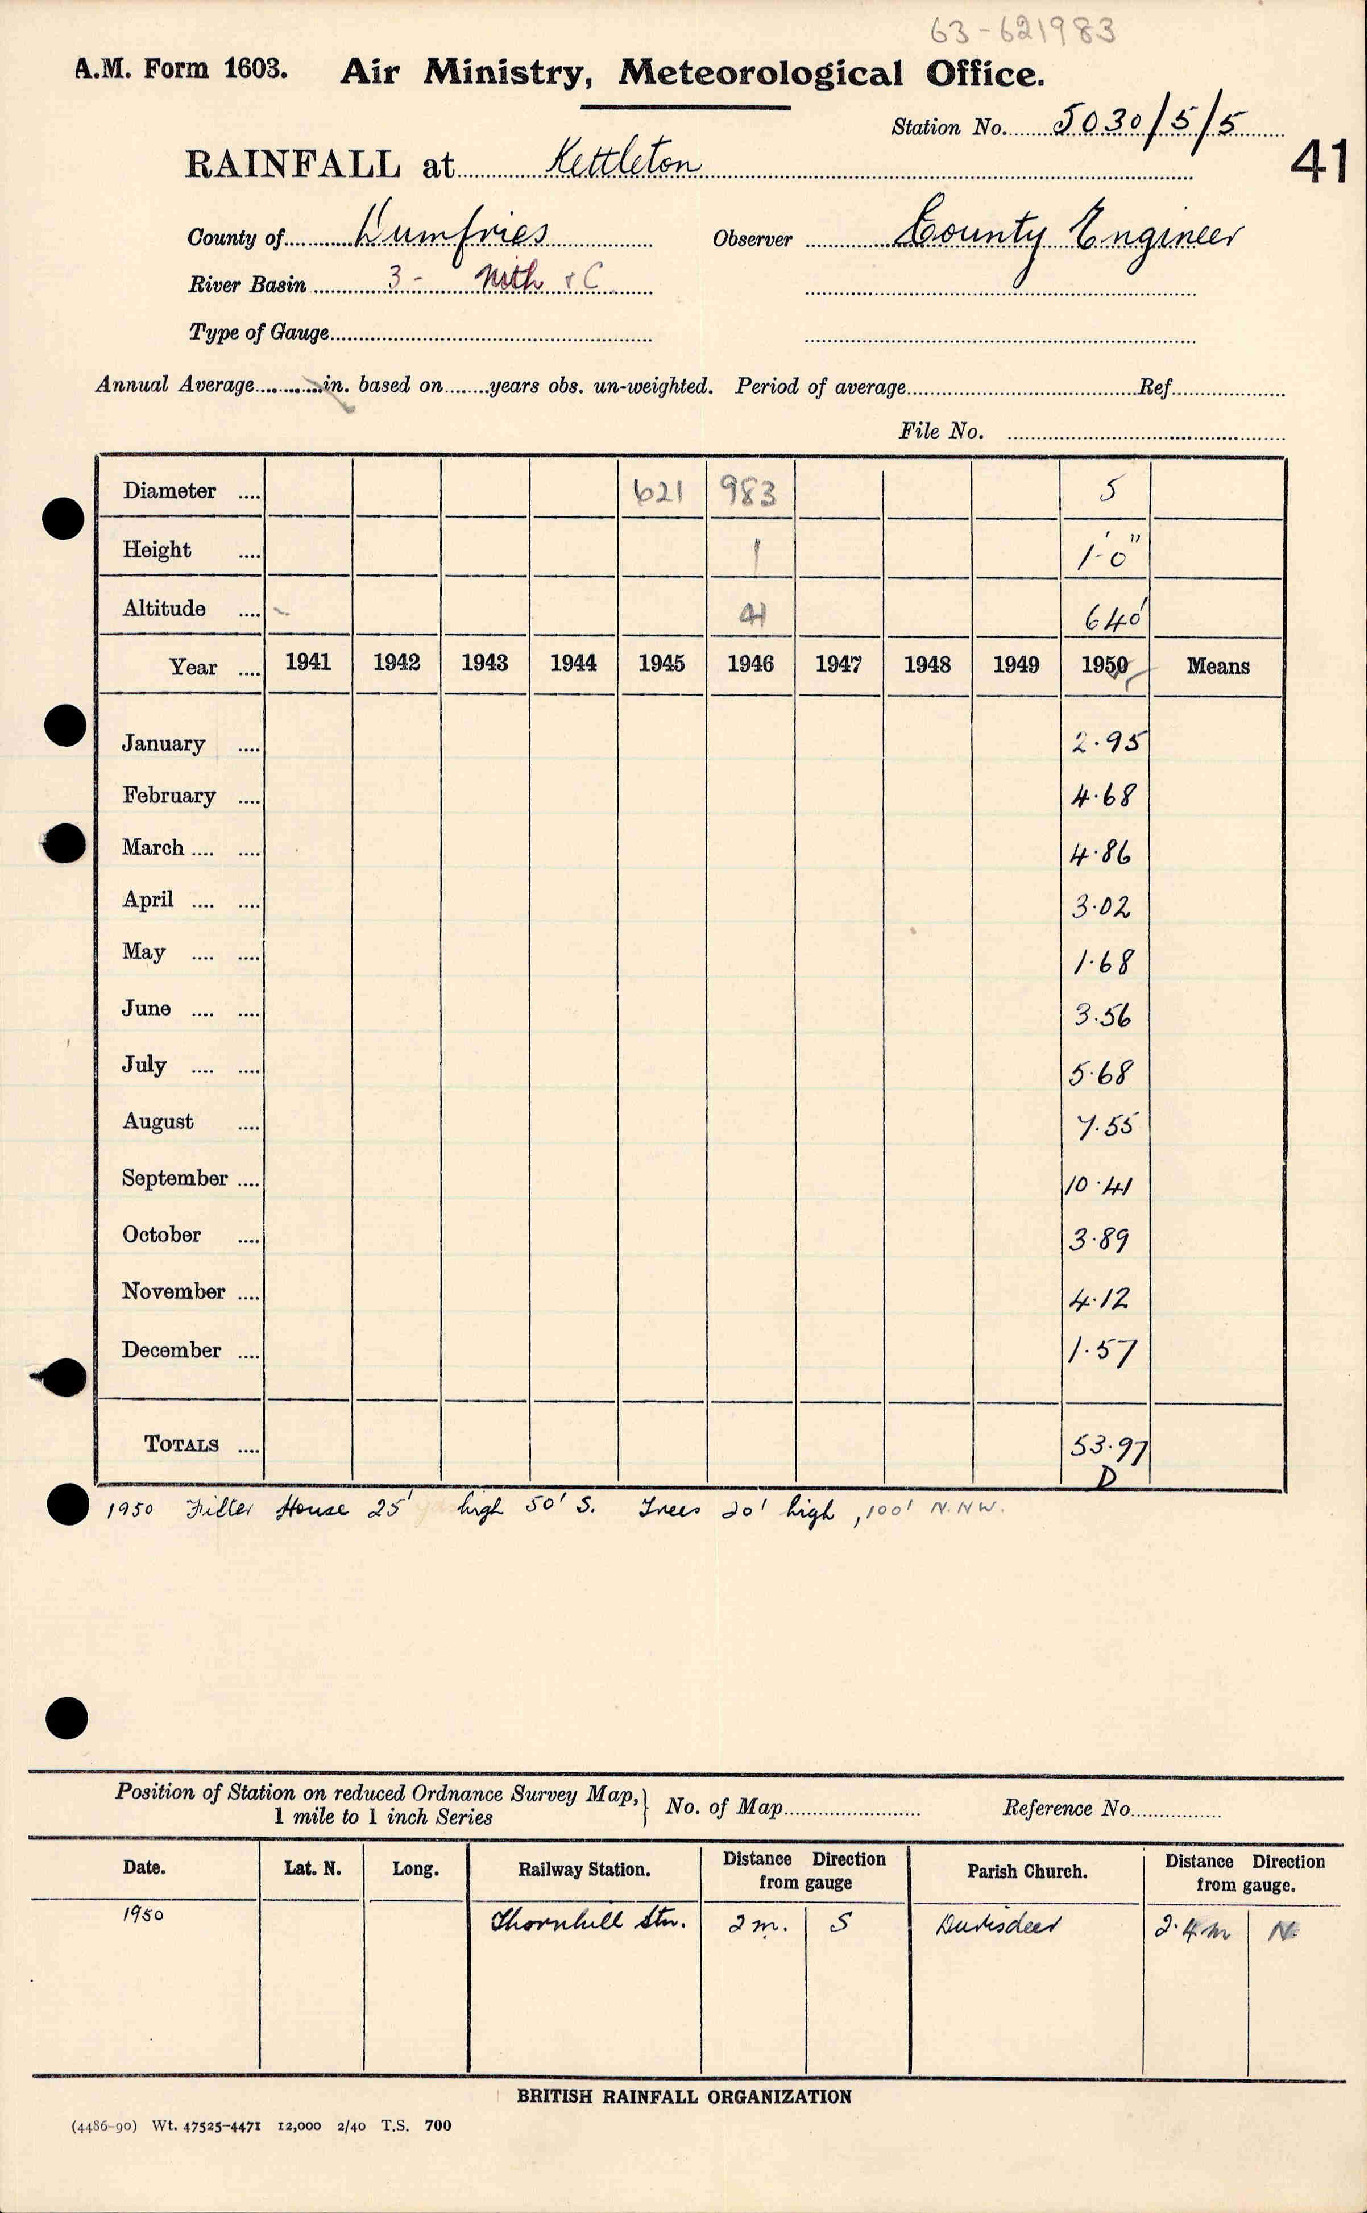 63-621983
A.M. Form 1603. Air Ministry, Meteorological Office.
Station No. 5030/5/5
41
RAINFALL at Kettleton
County of Dumfries Observer County Engineer
River Basin 3 - Nith & C
Type of Gauge
Annual Average in. based on years obs. un-weighted. Period of average Ref.
File No.
Diameter 621 983 5
Height 1 1'-0"
Altitude 41 640'
Year 1941 1942 1943 1944 1945 1946 1947 1948 1949 1950 Means
January 2.95
February 4.68
March 4.86
April 3.02
May 1.68
June 3.56
July 5.68
August 7.55
September 10.41
October 3.89
November 4.12
December 1.57
TOTALS 53.97
D
1950 Filter House 25' high 50' S. Trees 20' high, 100' N.NW.
Position of Station on reduced Ordnance Survey Map, 1 mile to 1 inch Series } No. of Map Reference No.
Date. Lat. N. Long. Railway Station. Distance Direction from gauge Parish Church. Distance Direction from gauge.
1950 Thornhill Stn. 2 m. S Durisdeer 2.4 m N
BRITISH RAINFALL ORGANIZATION
(4486-90) Wt. 47525-4471 12,000 2/40 T.S. 700